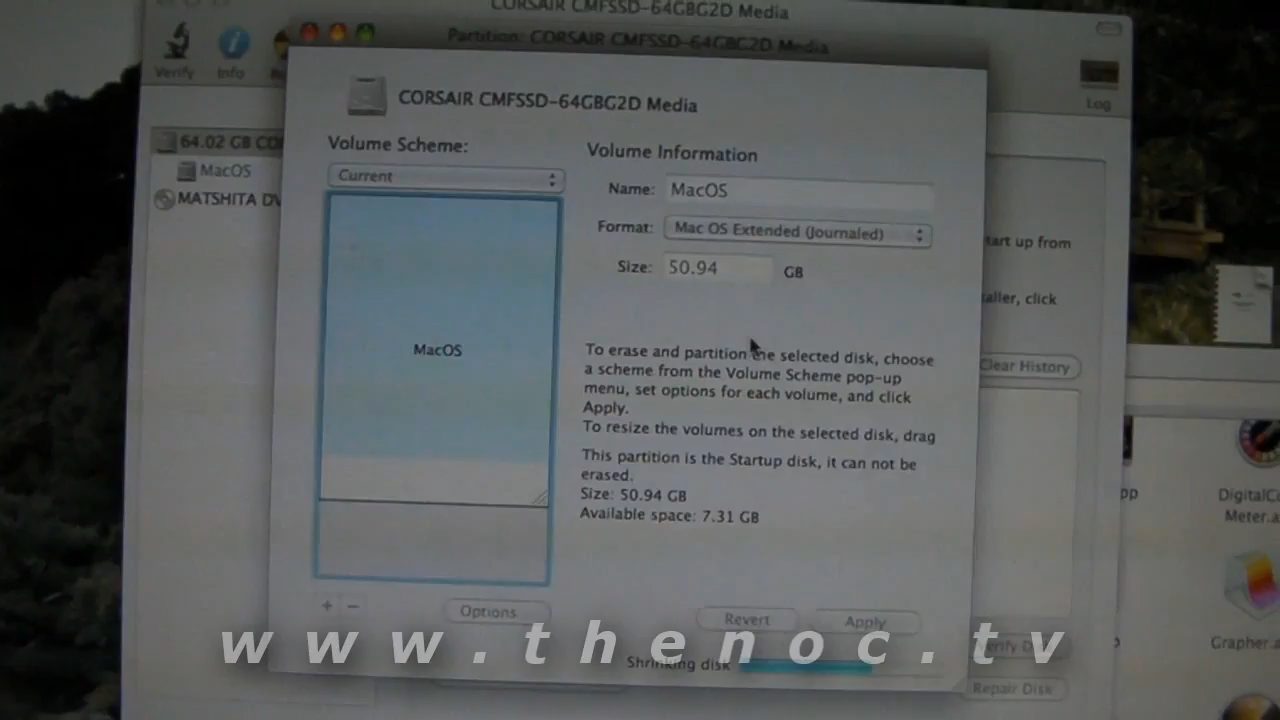 CORSAIR CMFSSD-64GBG2D Media
Partition: CORSAIR CMFSSD-64GBG2D Media
Verify
Info
Log
CORSAIR CMFSSD-64GBG2D Media
64.02 GB
MacOS
MATSHITA
Volume Scheme:
Current
MacOS
Volume Information
Name: MacOS
Format: Mac OS Extended (Journaled)
Size: 50.94 GB
To erase and partition the selected disk, choose
a scheme from the Volume Scheme pop-up
menu, set options for each volume, and click
Apply.
To resize the volumes on the selected disk, drag
This partition is the Startup disk, it can not be
erased.
Size: 50.94 GB
Available space: 7.31 GB
up from
click
Clear History
+ −
Options
Revert
Apply
Shrinking disk
Repair Disk
Meter.a
Grapher.a
www.thenoc.tv